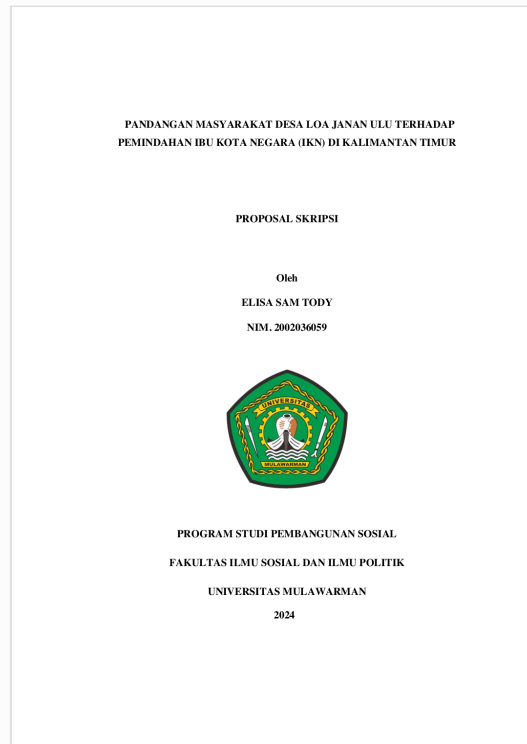 PANDANGAN MASYARAKAT DESA LOA JANAN ULU TERHADAP
PEMINDAHAN IBU KOTA NEGARA (IKN) DI KALIMANTAN TIMUR
PROPOSAL SKRIPSI
Oleh
ELISA SAM TODY
NIM. 2002036059
UNIVERSITAS
MULAWARMAN
PROGRAM STUDI PEMBANGUNAN SOSIAL
FAKULTAS ILMU SOSIAL DAN ILMU POLITIK
UNIVERSITAS MULAWARMAN
2024